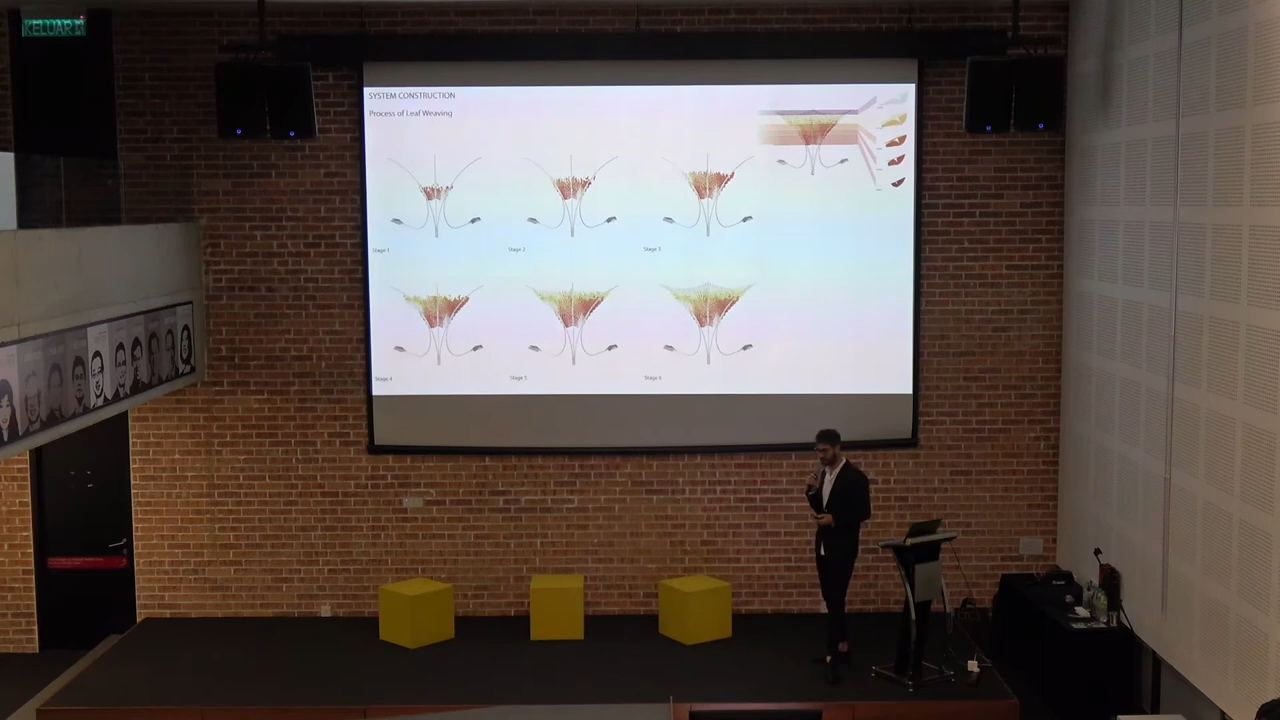 KELUAR
SYSTEM CONSTRUCTION
Process of Leaf Weaving
Stage 1
Stage 2
Stage 3
Stage 4
Stage 5
Stage 6